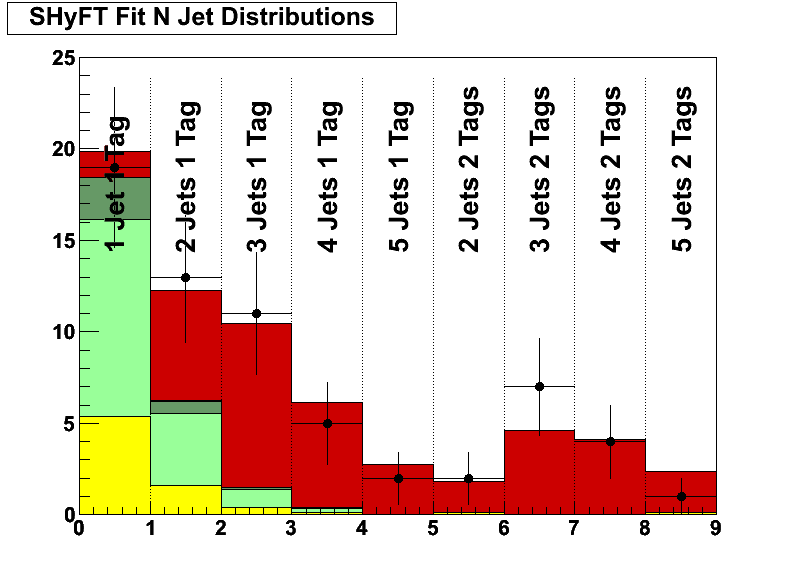 SHyFT Fit N Jet Distributions
25
20
15
10
5
0
1 Jet 1 Tag
2 Jets 1 Tag
3 Jets 1 Tag
4 Jets 1 Tag
5 Jets 1 Tag
2 Jets 2 Tags
3 Jets 2 Tags
4 Jets 2 Tags
5 Jets 2 Tags
0 1 2 3 4 5 6 7 8 9